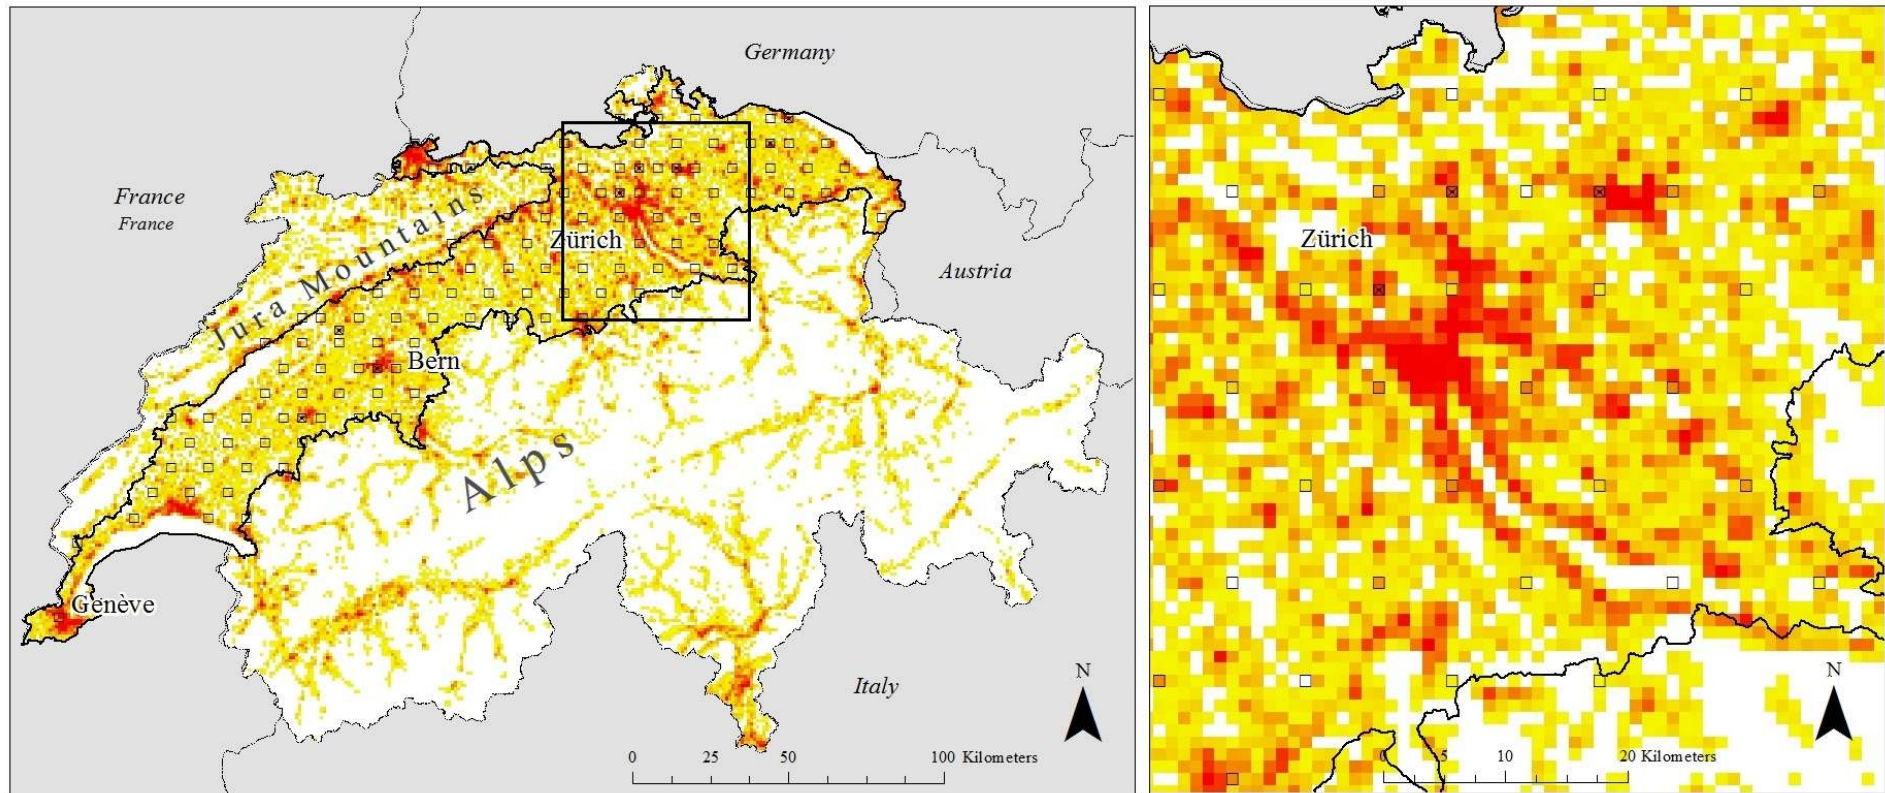 Germany
France
France
Jura Mountains
Zürich
Austria
Bern
Alps
Genève
Italy
N
0 25 50 100 Kilometers
Zürich
N
0 5 10 20 Kilometers